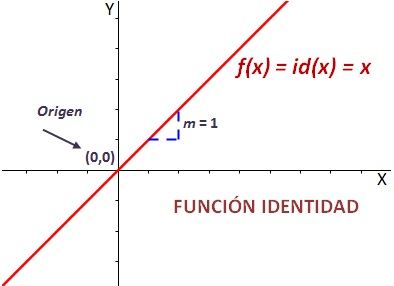 Y
f(x) = id(x) = x
Origen
m = 1
(0,0)
X
FUNCIÓN IDENTIDAD